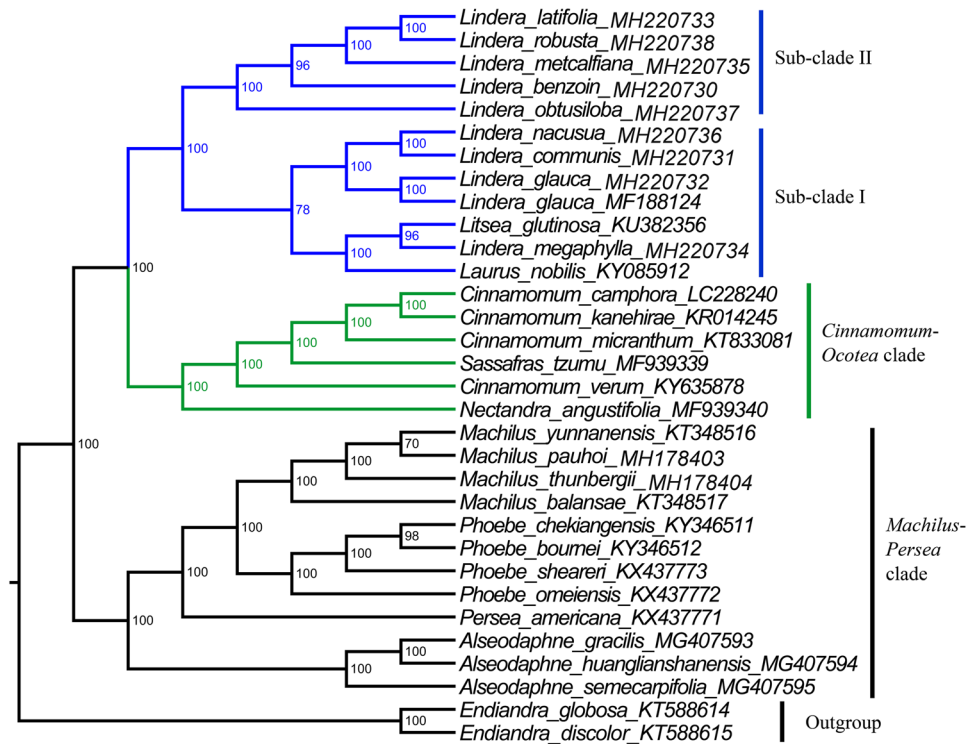 Lindera_latifolia_MH220733
100
Lindera_robusta_MH220738
100
Lindera_metcalfiana_MH220735
96
Sub-clade II
Lindera_benzoin_MH220730
100
Lindera_obtusiloba_MH220737
100
Lindera_nacusua_MH220736
100
Lindera_communis_MH220731
100
Lindera_glauca_MH220732
100
Lindera_glauca_MF188124
Sub-clade I
78
Litsea_glutinosa_KU382356
96
Lindera_megaphylla_MH220734
100
Laurus_nobilis_KY085912
100
Cinnamomum_camphora_LC228240
100
Cinnamomum_kanehirae_KR014245
100
Cinnamomum_micranthum_KT833081
100
Cinnamomum-
Ocotea clade
Sassafras_tzumu_MF939339
100
Cinnamomum_verum_KY635878
100
Nectandra_angustifolia_MF939340
Machilus_yunnanensis_KT348516
70
100
Machilus_pauhoi_MH178403
100
Machilus_thunbergii_MH178404
100
Machilus_balansae_KT348517
100
Phoebe_chekiangensis_KY346511
98
Phoebe_bournei_KY346512
100
Machilus-
Persea
clade
Phoebe_sheareri_KX437773
100
100
Phoebe_omeiensis_KX437772
100
Persea_americana_KX437771
Alseodaphne_gracilis_MG407593
100
Alseodaphne_huanglianshanensis_MG407594
100
Alseodaphne_semecarpifolia_MG407595
Endiandra_globosa_KT588614
100
Outgroup
Endiandra_discolor_KT588615